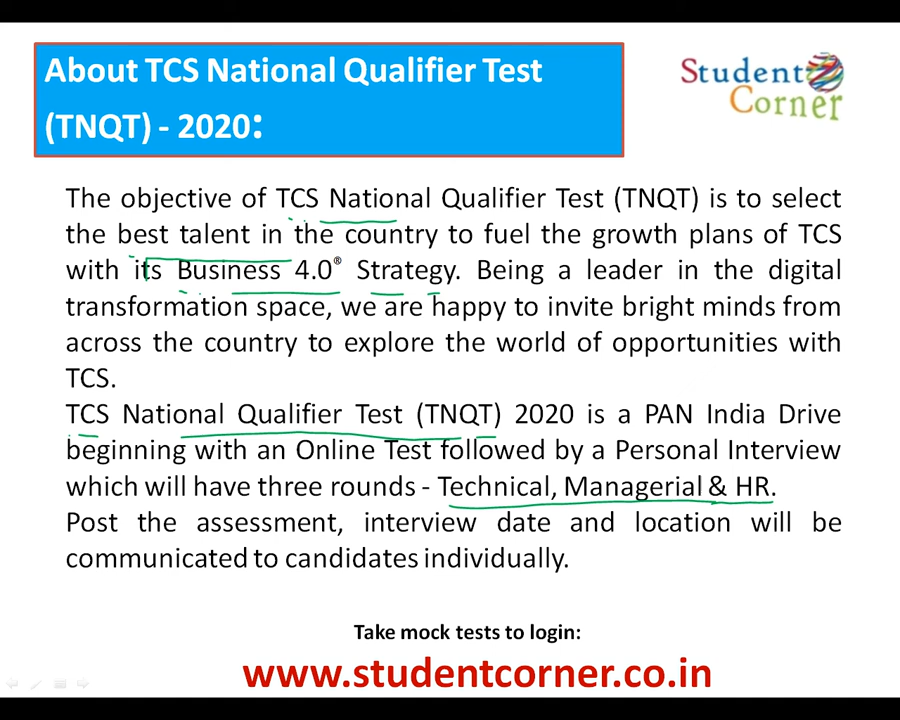 About TCS National Qualifier Test
(TNQT) - 2020:
Student
Corner
The objective of TCS National Qualifier Test (TNQT) is to select
the best talent in the country to fuel the growth plans of TCS
with its Business 4.0® Strategy. Being a leader in the digital
transformation space, we are happy to invite bright minds from
across the country to explore the world of opportunities with
TCS.
TCS National Qualifier Test (TNQT) 2020 is a PAN India Drive
beginning with an Online Test followed by a Personal Interview
which will have three rounds - Technical, Managerial & HR.
Post the assessment, interview date and location will be
communicated to candidates individually.
Take mock tests to login:
www.studentcorner.co.in